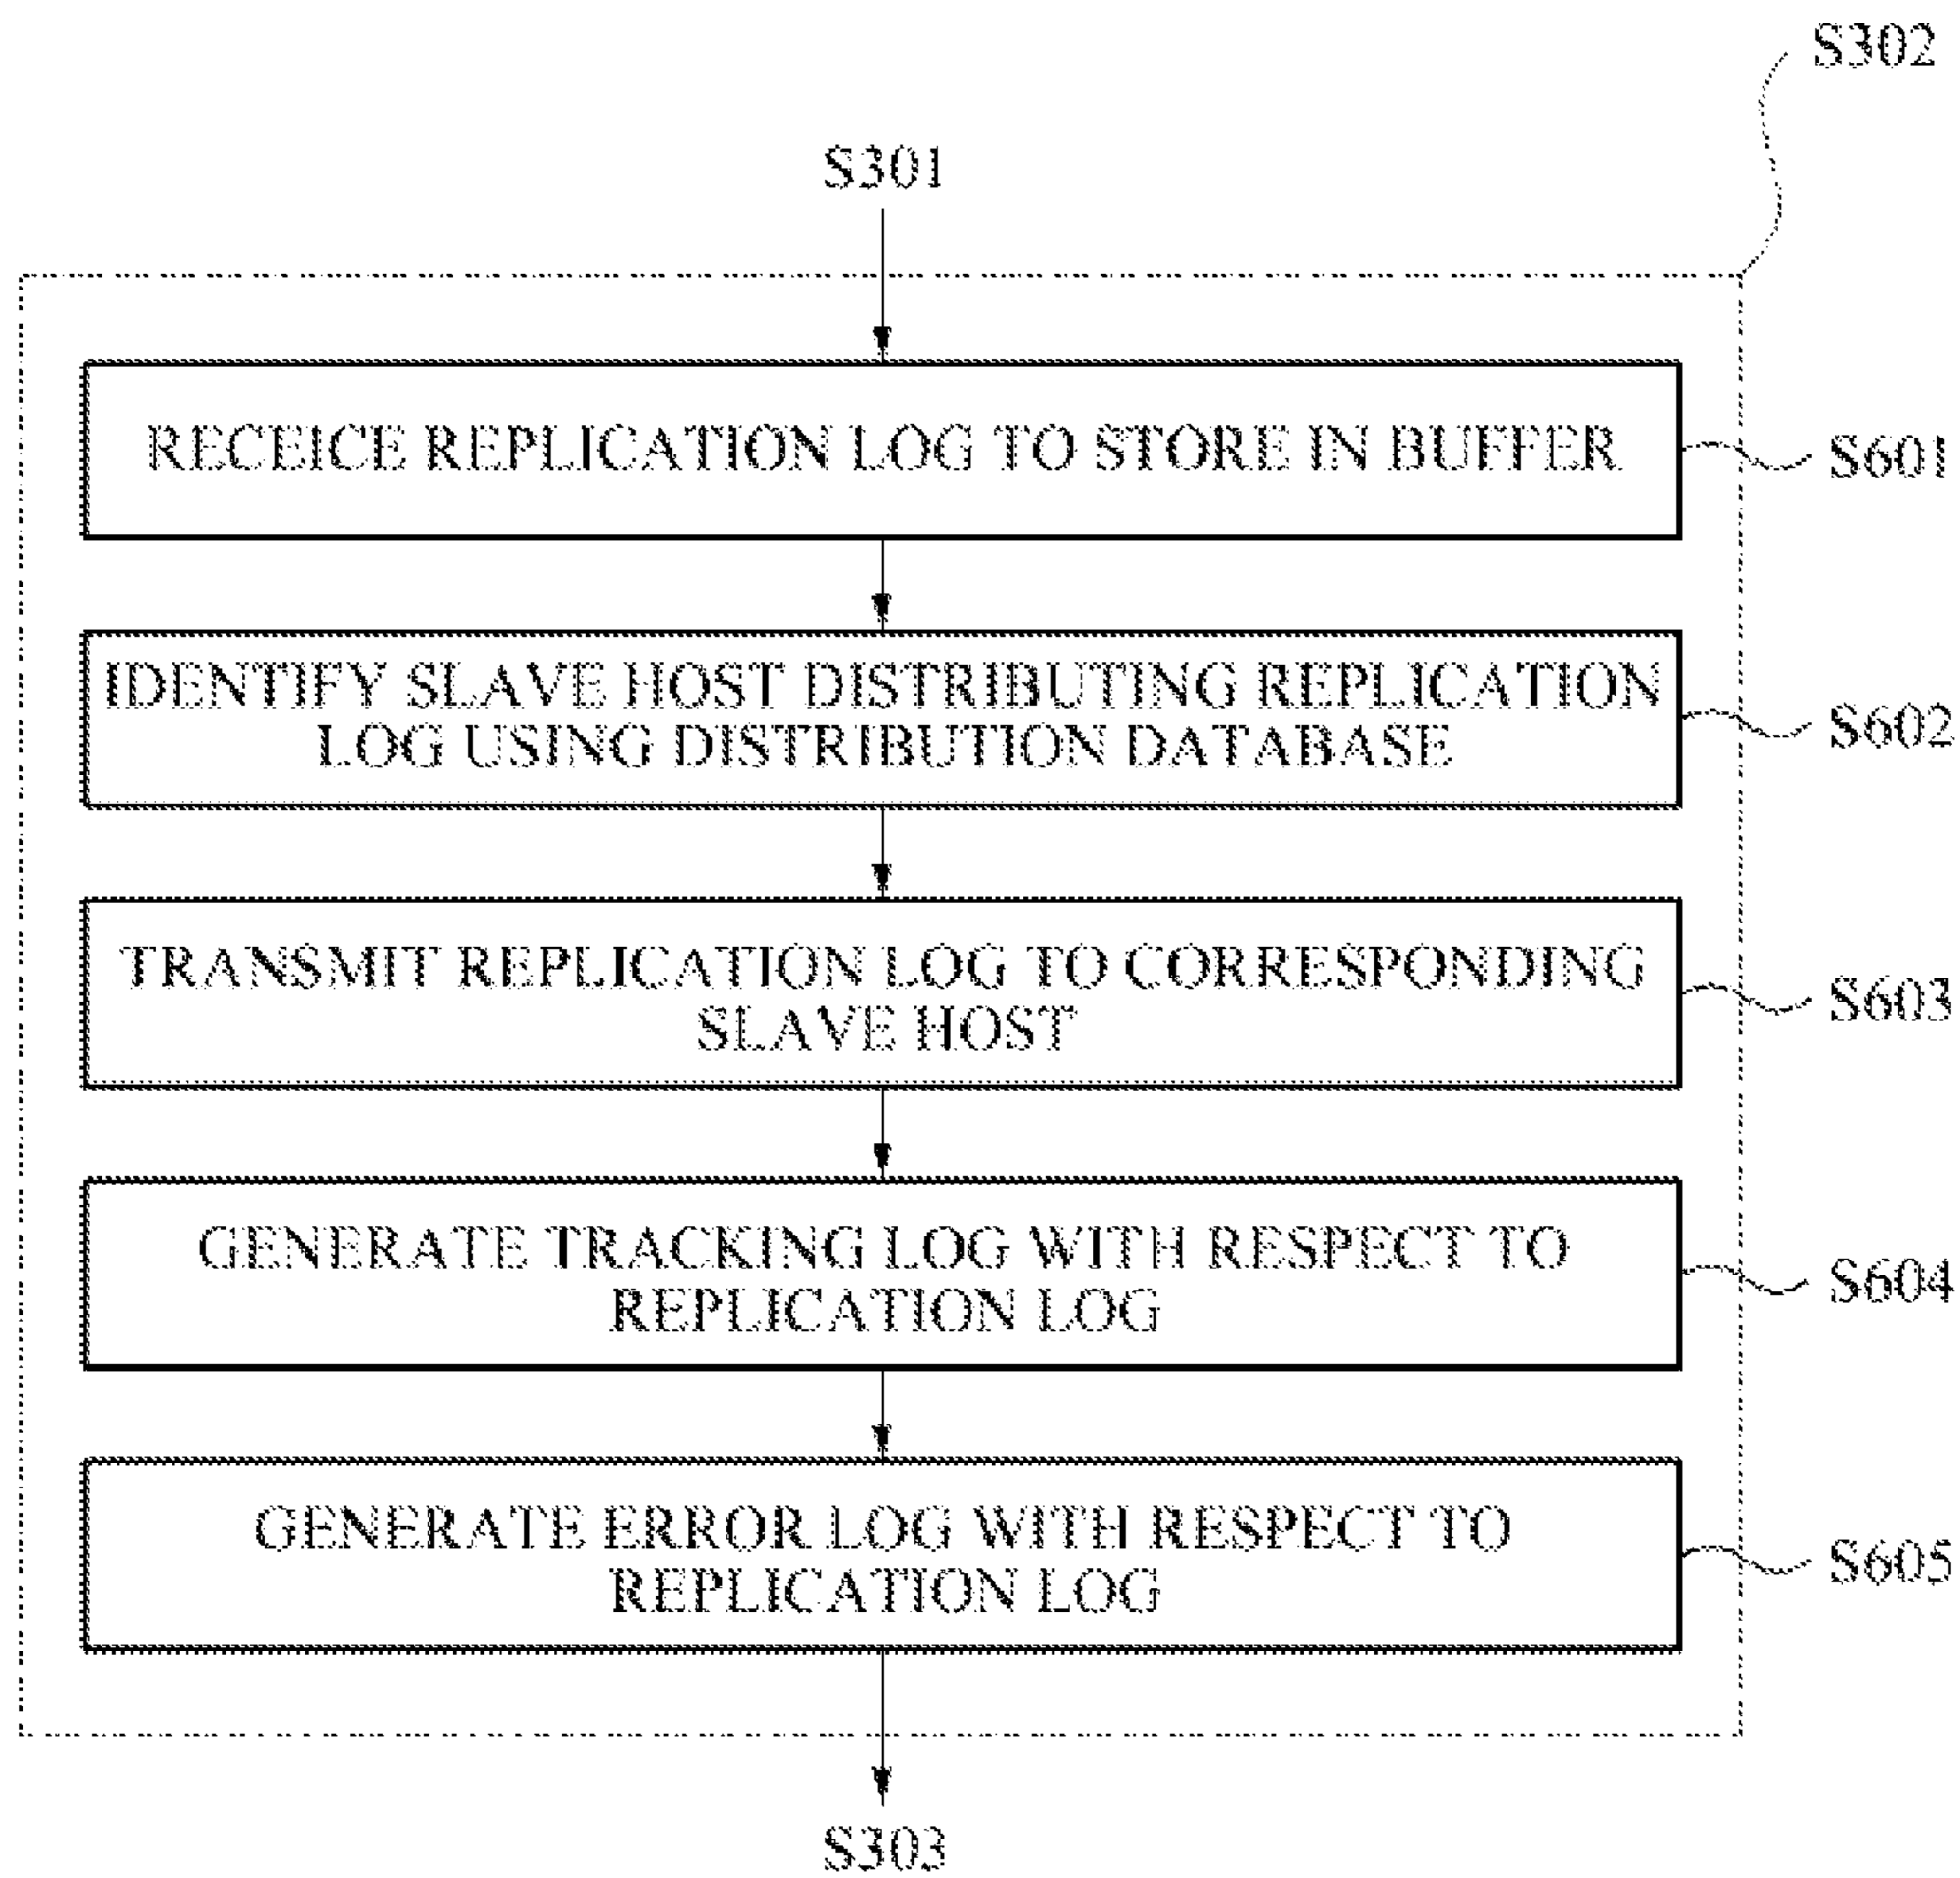 S302
S301
RECEICE REPLICATION LOG TO STORE IN BUFFER
S601
IDENTIFY SLAVE HOST DISTRIBUTING REPLICATION
LOG USING DISTRIBUTION DATABASE
S602
TRANSMIT REPLICATION LOG TO CORRESPONDING
SLAVE HOST
S603
GENERATE TRACKING LOG WITH RESPECT TO
REPLICATION LOG
S604
GENERATE ERROR LOG WITH RESPECT TO
REPLICATION LOG
S605
S303